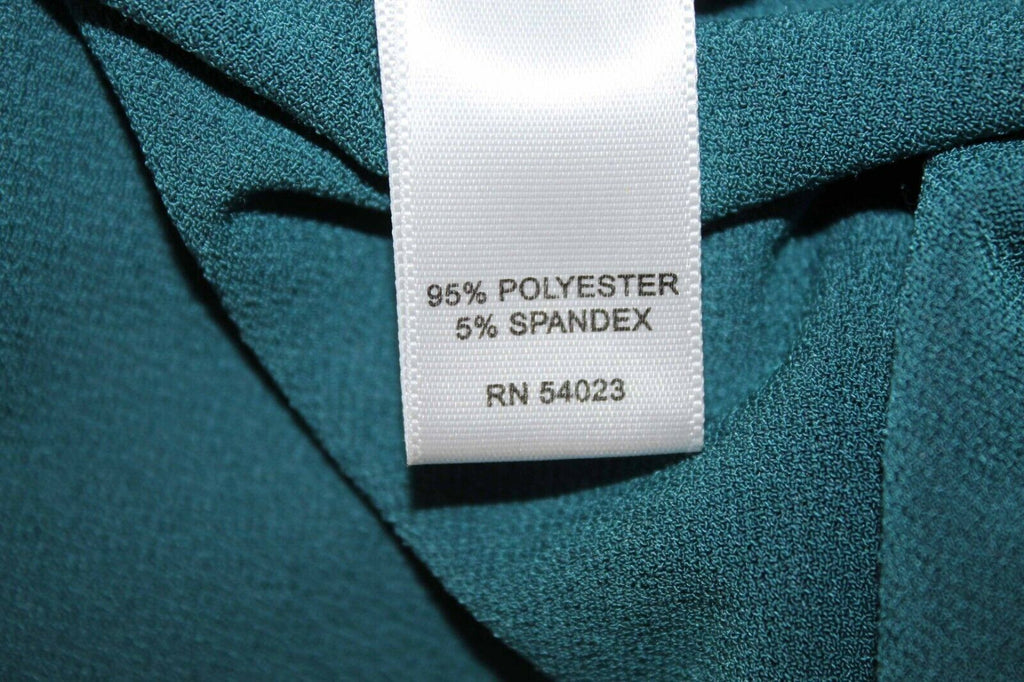 95% POLYESTER
5% SPANDEX
RN 54023